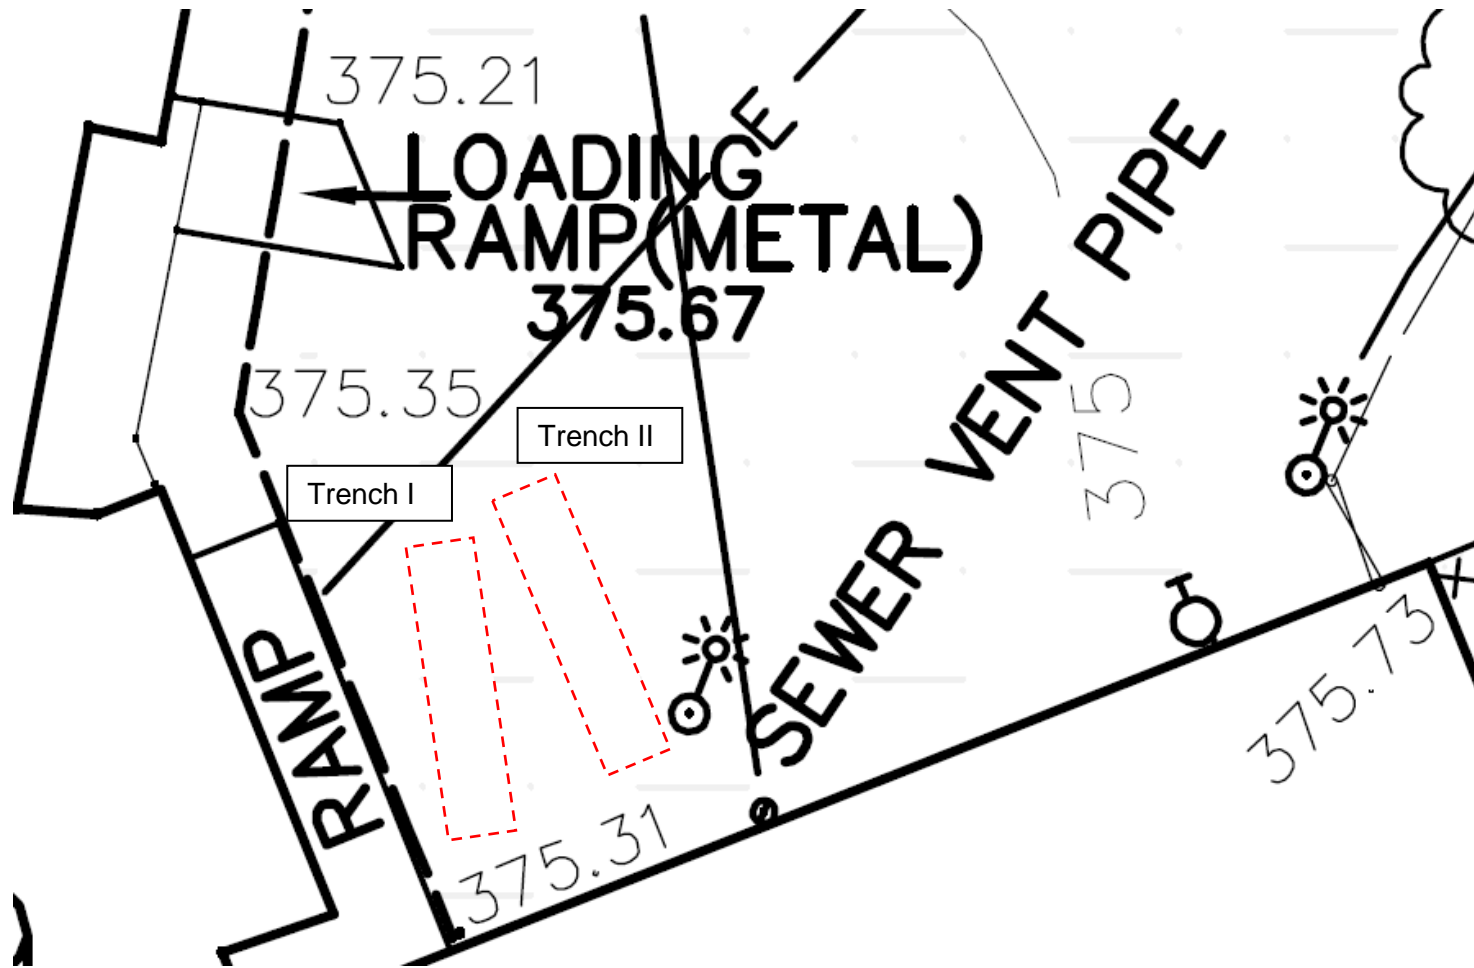 375.21
E
LOADING
RAMP(METAL)
375.67
375.35
Trench II
Trench I
SEWER VENT PIPE
375
RAMP
375.31
375.73